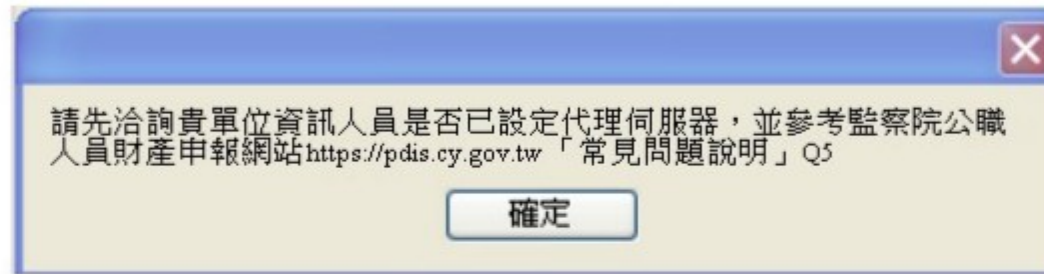 請先洽詢貴單位資訊人員是否已設定代理伺服器，並參考監察院公職
人員財產申報網站https://pdis.cy.gov.tw「常見問題說明」Q5
確定